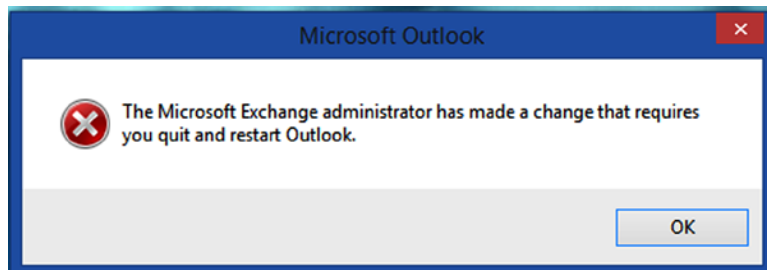 Microsoft Outlook
The Microsoft Exchange administrator has made a change that requires
you quit and restart Outlook.
OK